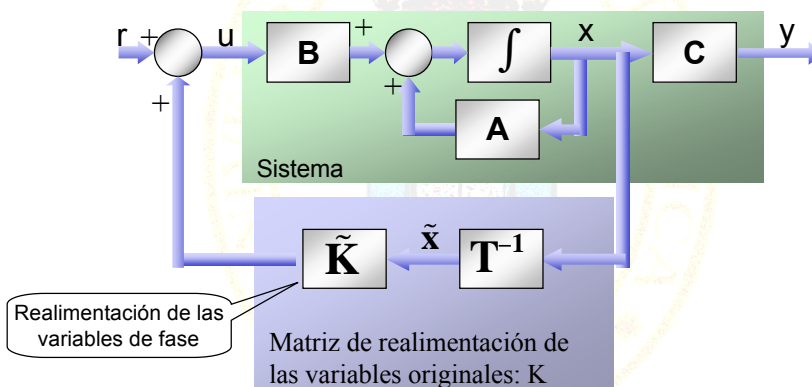 r + u B + ∫ x C y
+ +
A
Sistema
K̃ x̃ T⁻¹
Realimentación de las
variables de fase
Matriz de realimentación de
las variables originales: K